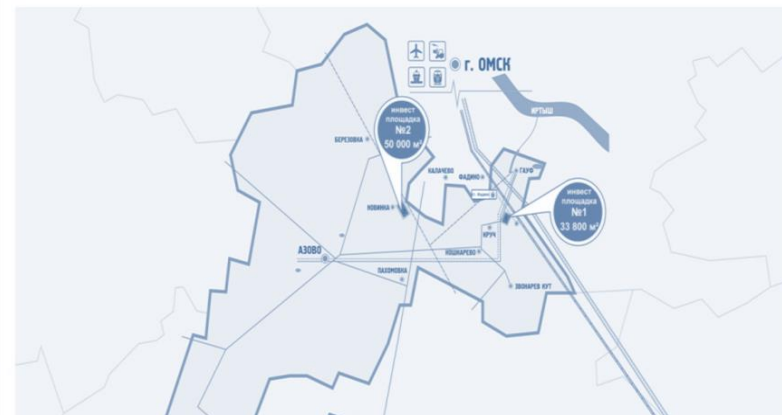 г. ОМСК
ИРТЫШ
инвест
площадка
№2
50 000 м²
БЕРЕЗОВКА
КАЛАЧЕВО
ФАДИНО
ГАУФ
инвест
площадка
№1
33 800 м²
НОВИНКА
КРУЧ
АЗОВО
КОШКАРЕВО
ПАХОМОВКА
ЗВОНАРЕВ КУТ